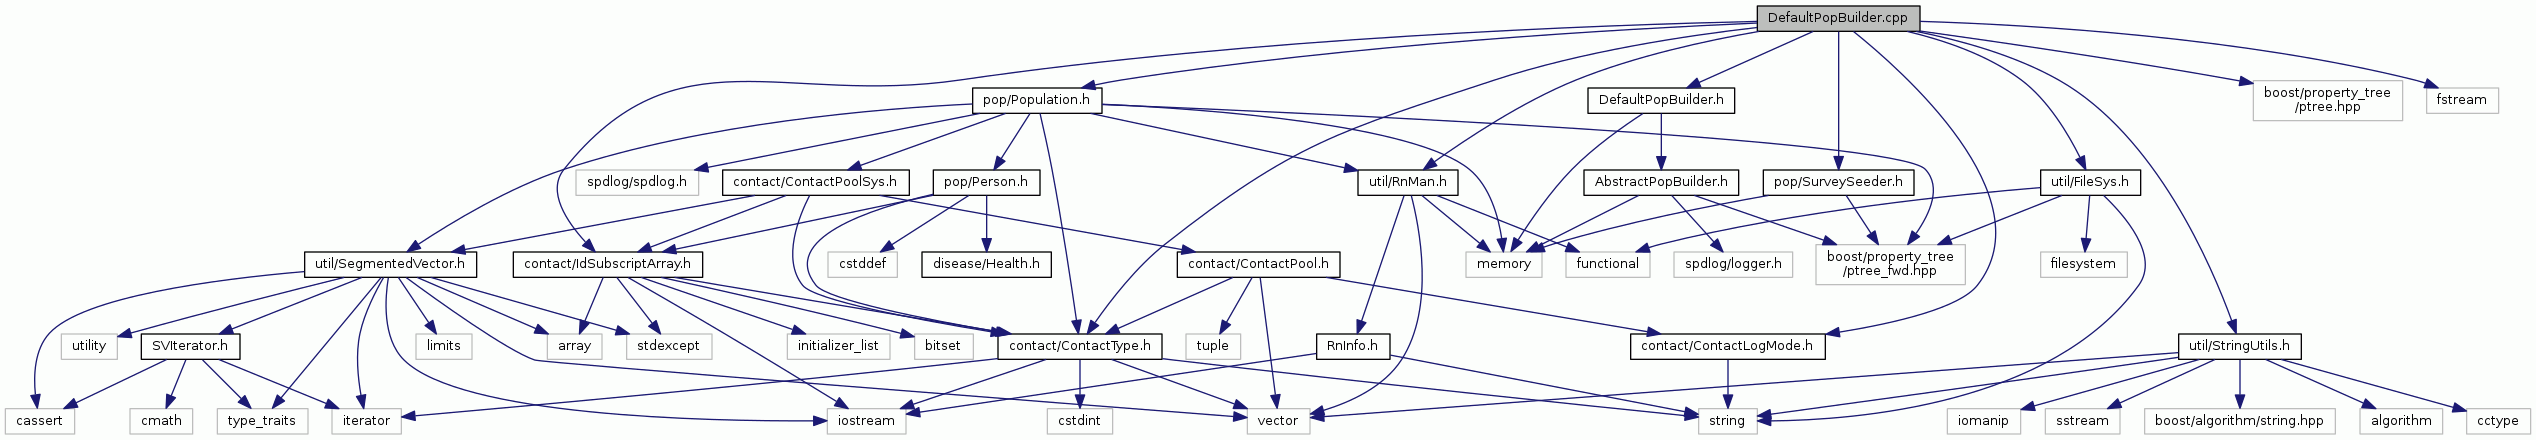 DefaultPopBuilder.cpp
pop/Population.h
DefaultPopBuilder.h
boost/property_tree
/ptree.hpp
fstream
spdlog/spdlog.h
contact/ContactPoolSys.h
pop/Person.h
util/RnMan.h
AbstractPopBuilder.h
pop/SurveySeeder.h
util/FileSys.h
util/SegmentedVector.h
contact/IdSubscriptArray.h
cstddef
disease/Health.h
contact/ContactPool.h
memory
functional
spdlog/logger.h
boost/property_tree
/ptree_fwd.hpp
filesystem
utility
SVIterator.h
limits
array
stdexcept
initializer_list
bitset
contact/ContactType.h
tuple
RnInfo.h
contact/ContactLogMode.h
util/StringUtils.h
cassert
cmath
type_traits
iterator
iostream
cstdint
vector
string
iomanip
sstream
boost/algorithm/string.hpp
algorithm
cctype